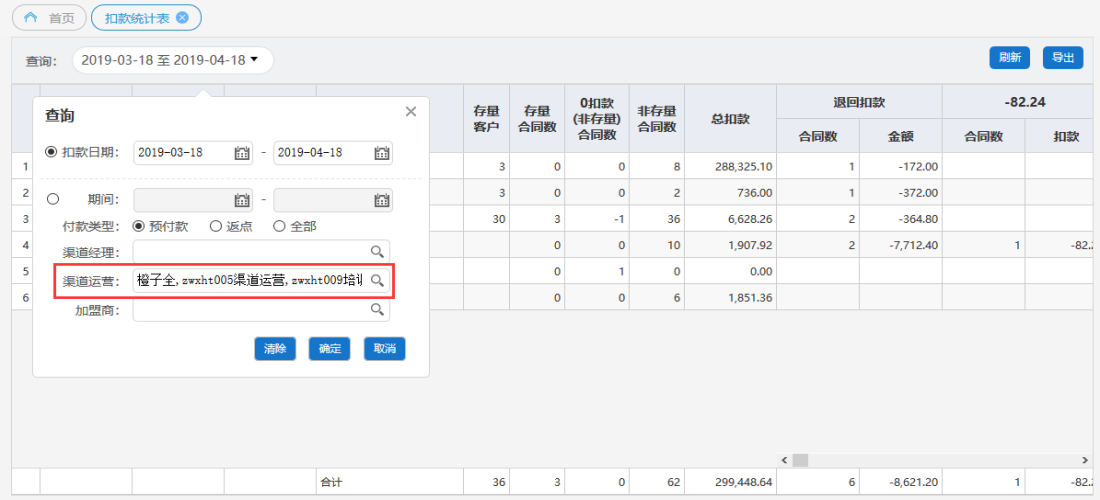 首页 扣款统计表
查询: 2019-03-18 至 2019-04-18 刷新 导出
查询
扣款日期: 2019-03-18 - 2019-04-18
期间: -
付款类型: 预付款 返点 全部
渠道经理:
渠道运营: 橙子全,zwxht005渠道运营,zwxht009培训
加盟商:
清除 确定 取消
存量客户 存量合同数 0扣款(非存量)合同数 非存量合同数 总扣款 退回扣款 -82.24
合同数 金额 合同数 扣款
1 3 0 0 8 288,325.10 1 -172.00
2 3 0 0 2 736.00 1 -372.00
3 30 3 -1 36 6,628.26 2 -364.80
4 0 0 10 1,907.92 2 -7,712.40 1 -82.2
5 0 1 0 0.00
6 0 0 6 1,851.36
合计 36 3 0 62 299,448.64 6 -8,621.20 1 -82.2